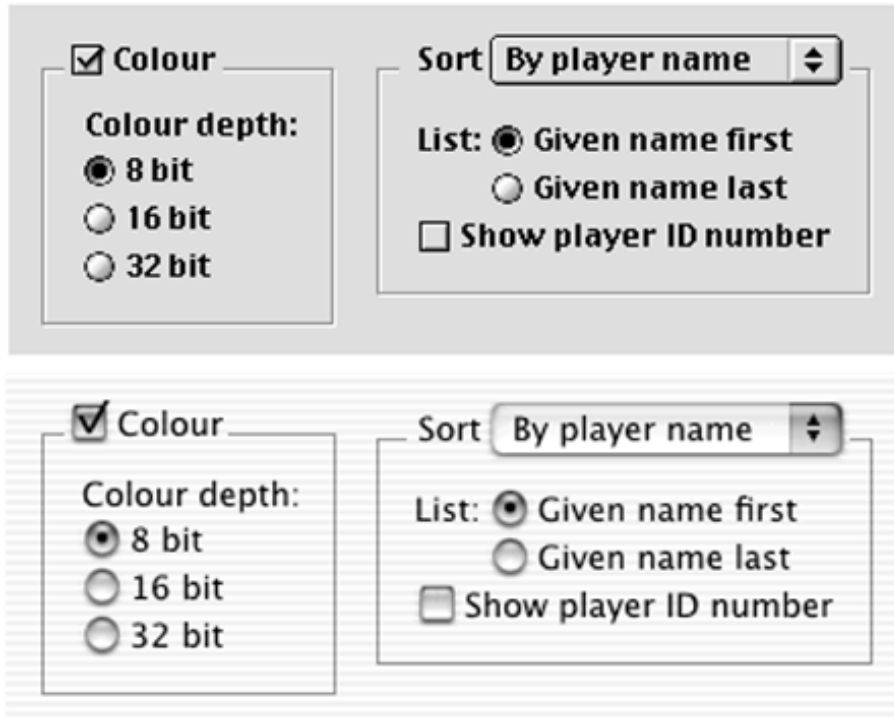 Colour
Colour depth:
8 bit
16 bit
32 bit
Sort By player name
List: Given name first
Given name last
Show player ID number
Colour
Colour depth:
8 bit
16 bit
32 bit
Sort By player name
List: Given name first
Given name last
Show player ID number